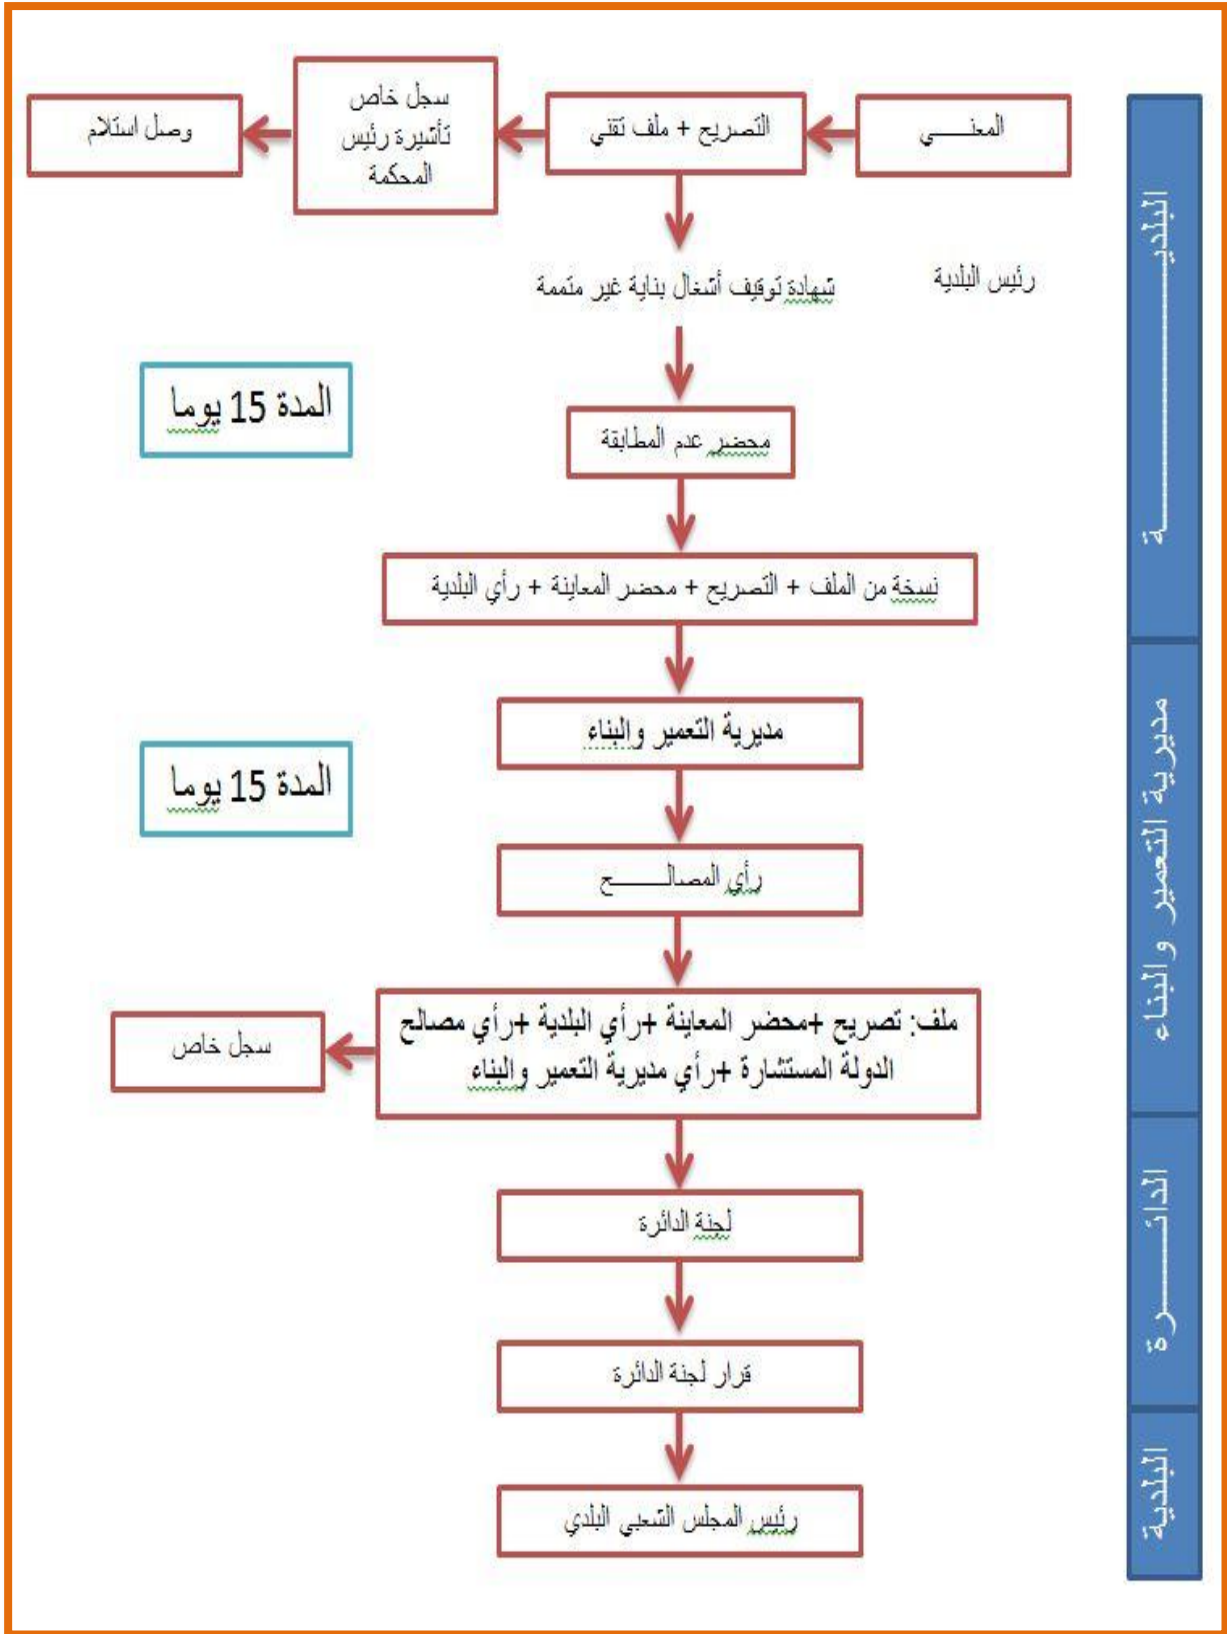 المعنـــــي
التصريح + ملف تقني
سجل خاص
تأشيرة رئيس
المحكمة
وصل استلام
رئيس البلدية
شهادة توقيف أشغال بناية غير متممة
المدة 15 يوما
محضر عدم المطابقة
نسخة من الملف + التصريح + محضر المعاينة + رأي البلدية
البلديـــــــــــــــــــة
مديرية التعمير والبناء
المدة 15 يوما
رأي المصالـــــــح
ملف: تصريح +محضر المعاينة +رأي البلدية +رأي مصالح
الدولة المستشارة +رأي مديرية التعمير والبناء
سجل خاص
مديرية التعمير والبناء
لجنة الدائرة
قرار لجنة الدائرة
الدائـــــــرة
رئيس المجلس الشعبي البلدي
البلدية